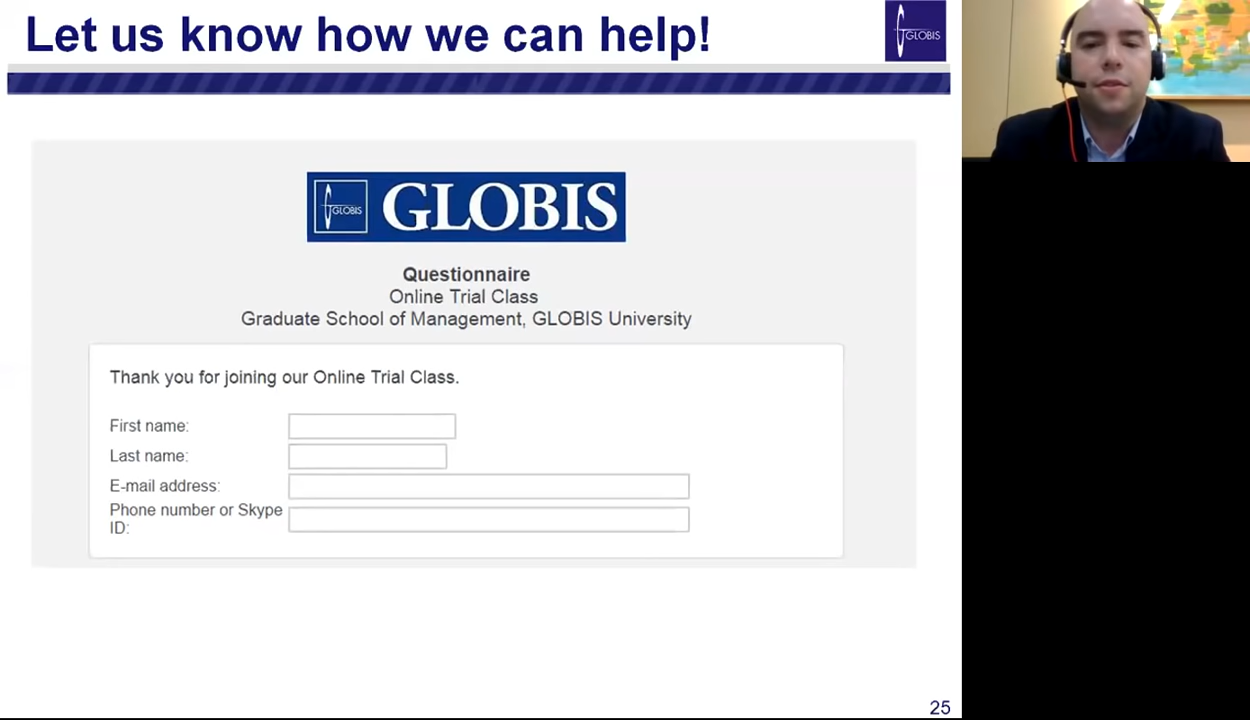 Let us know how we can help!
GLOBIS
GLOBIS
GLOBIS
Questionnaire
Online Trial Class
Graduate School of Management, GLOBIS University
Thank you for joining our Online Trial Class.
First name:
Last name:
E-mail address:
Phone number or Skype
ID:
25